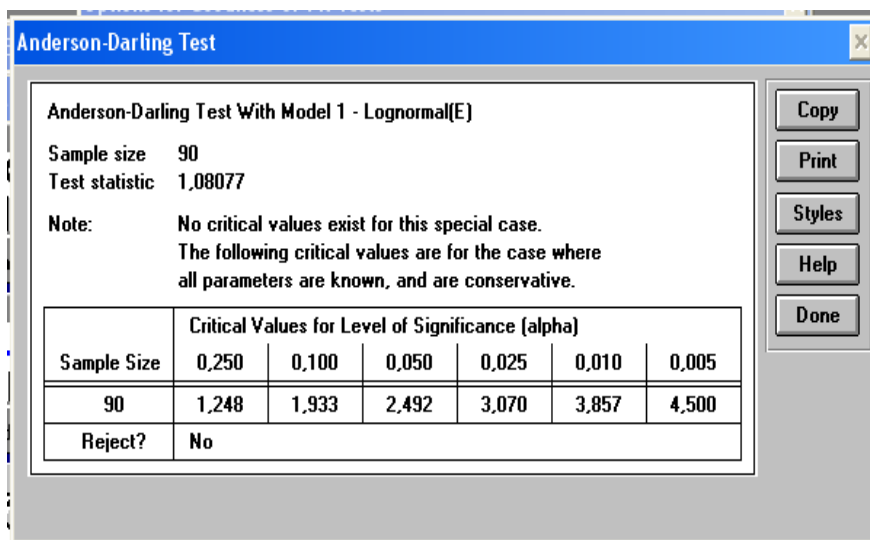 Anderson-Darling Test
Anderson-Darling Test With Model 1 - Lognormal(E)
Sample size 90
Test statistic 1,08077
Note: No critical values exist for this special case.
The following critical values are for the case where
all parameters are known, and are conservative.
Critical Values for Level of Significance (alpha)
Sample Size 0,250 0,100 0,050 0,025 0,010 0,005
90 1,248 1,933 2,492 3,070 3,857 4,500
Reject? No
Copy
Print
Styles
Help
Done